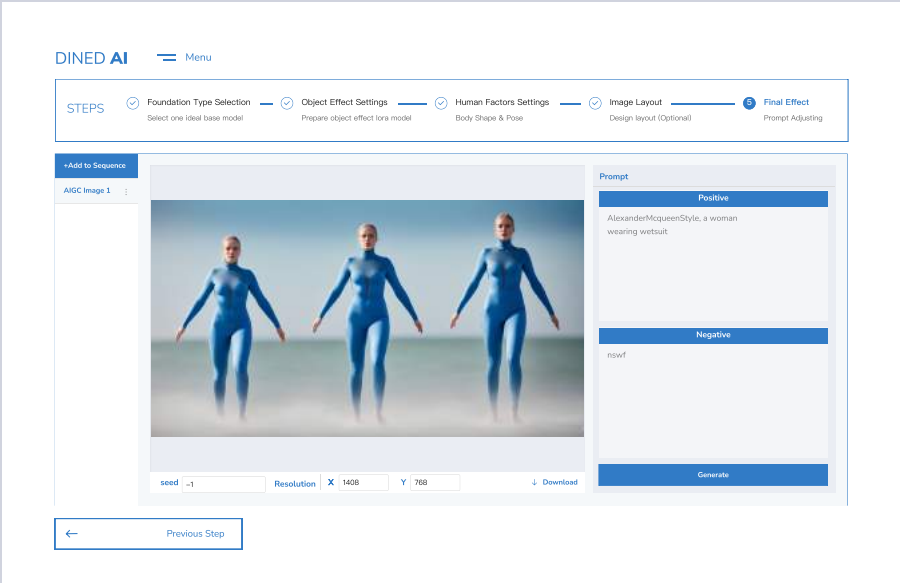 DINED AI
Menu
STEPS
Foundation Type Selection
Select one ideal base model
Object Effect Settings
Prepare object effect lora model
Human Factors Settings
Body Shape & Pose
Image Layout
Design layout (Optional)
5
Final Effect
Prompt Adjusting
+Add to Sequence
AIGC Image 1
Prompt
Positive
AlexanderMcqueenStyle, a woman
wearing wetsuit
Negative
nswf
Generate
seed
-1
Resolution
X
1408
Y
768
Download
Previous Step